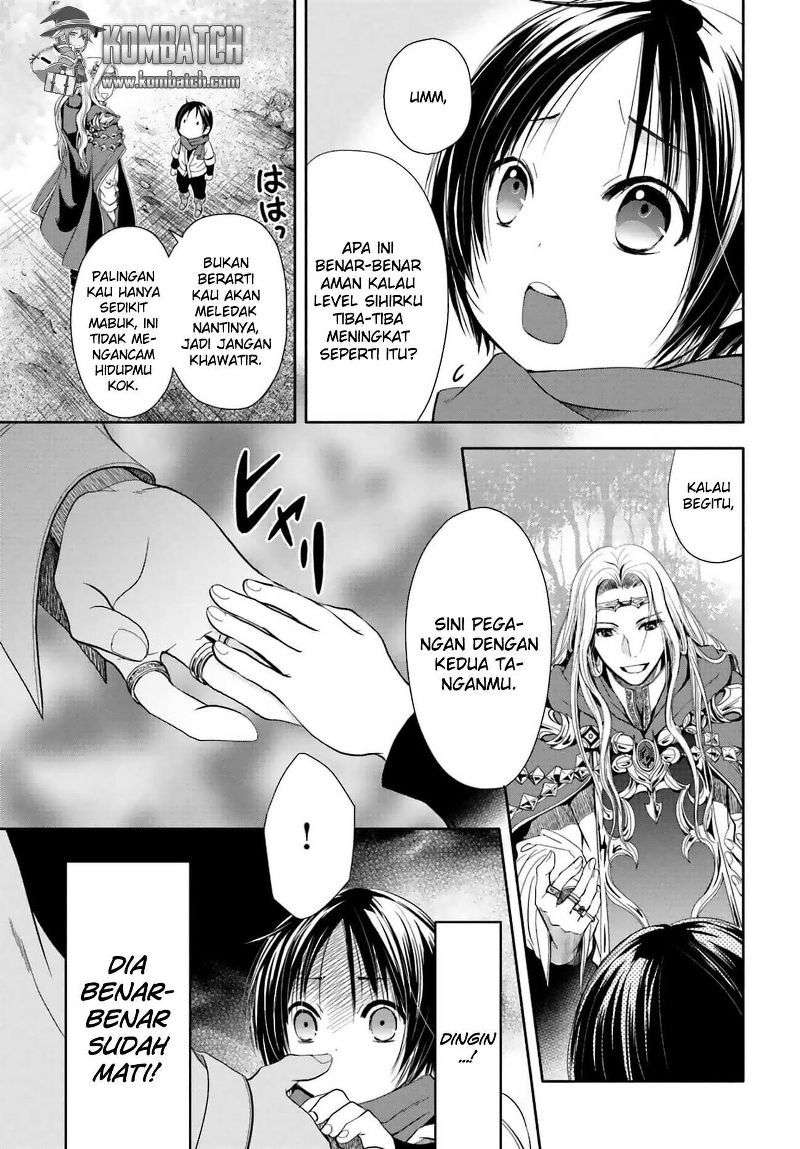 UMM,
APA INI
BENAR-BENAR
AMAN KALAU
LEVEL SIHIRKU
TIBA-TIBA
MENINGKAT
SEPERTI ITU?
KOMBATCH
www.kombatch.com
はは
っ
BUKAN
BERARTI
KAU AKAN
MELEDAK
NANTINYA,
JADI JANGAN
KHAWATIR.
PALINGAN
KAU HANYA
SEDIKIT
MABUK, INI
TIDAK ME-
NGANCAM
HIDUPMU
KOK.
KALAU
BEGITU,
SINI PEGA-
NGAN DENGAN
KEDUA TA-
NGANMU.
ヒヤッ
!
DINGIN
...!
DIA
BENAR-
BENAR
SUDAH
MATI!